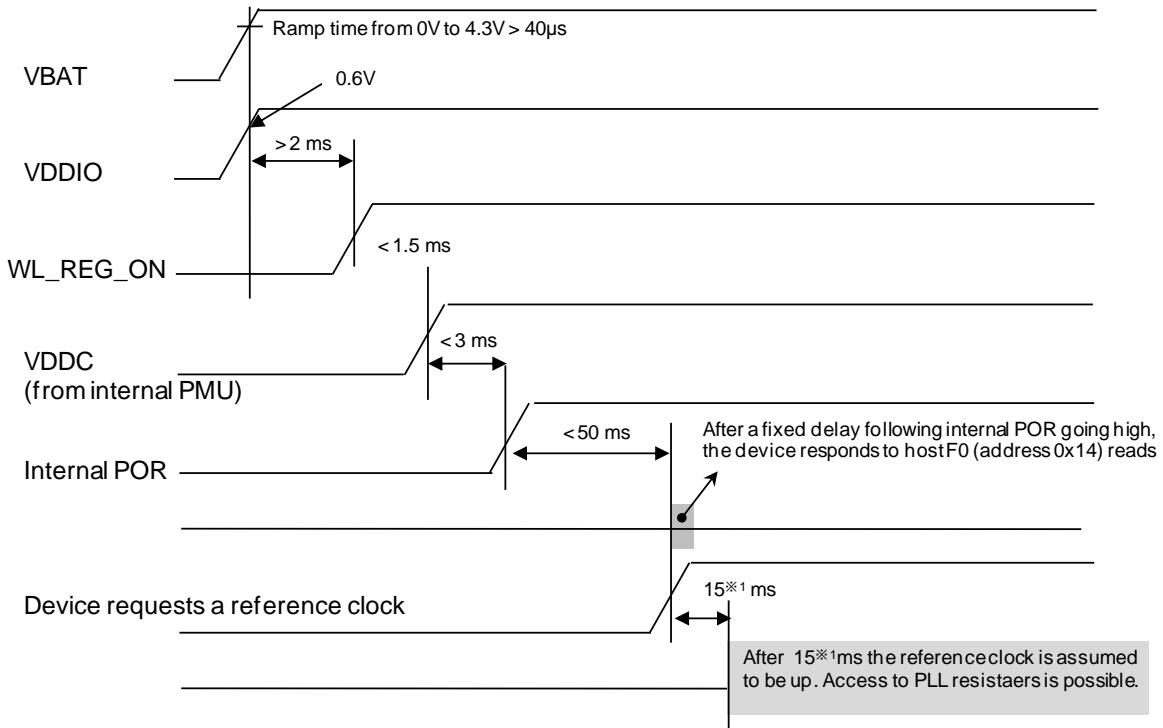 Ramp time from 0V to 4.3V > 40µs
VBAT
0.6V
>2 ms
VDDIO
<1.5 ms
WL_REG_ON
<3 ms
VDDC
(from internal PMU)
<50 ms
After a fixed delay following internal POR going high,
the device responds to host F0 (address 0x14) reads
Internal POR
15※1 ms
Device requests a reference clock
After 15※1ms the reference clock is assumed
to be up. Access to PLL resistaers is possible.